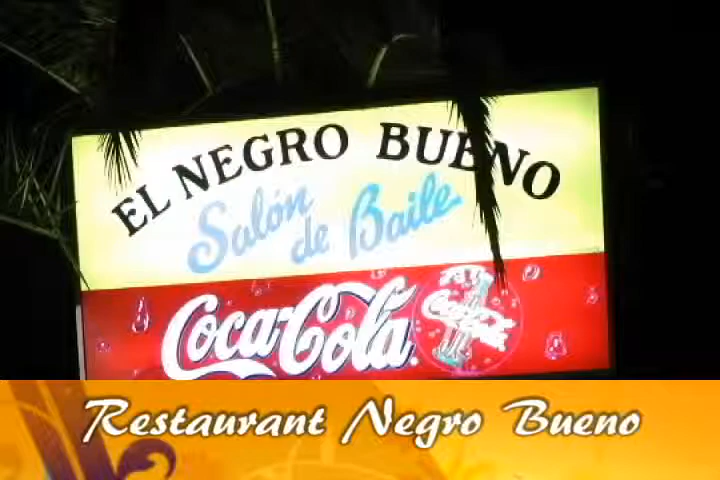 EL NEGRO BUENO
Salón
de Baile
Coca-Cola
Coca-Cola
Restaurant Negro Bueno